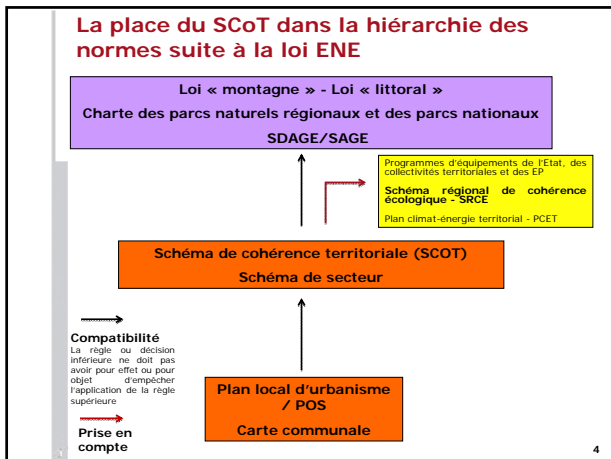 La place du SCoT dans la hiérarchie des
normes suite à la loi ENE
Loi « montagne » - Loi « littoral »
Charte des parcs naturels régionaux et des parcs nationaux
SDAGE/SAGE
Programmes d'équipements de l'Etat, des
collectivités territoriales et des EP
Schéma régional de cohérence
écologique - SRCE
Plan climat-énergie territorial - PCET
Schéma de cohérence territoriale (SCOT)
Schéma de secteur
Compatibilité
La règle ou décision
inférieure ne doit pas
avoir pour effet ou pour
objet d'empêcher
l'application de la règle
supérieure
Prise en
compte
Plan local d'urbanisme
/ POS
Carte communale
4